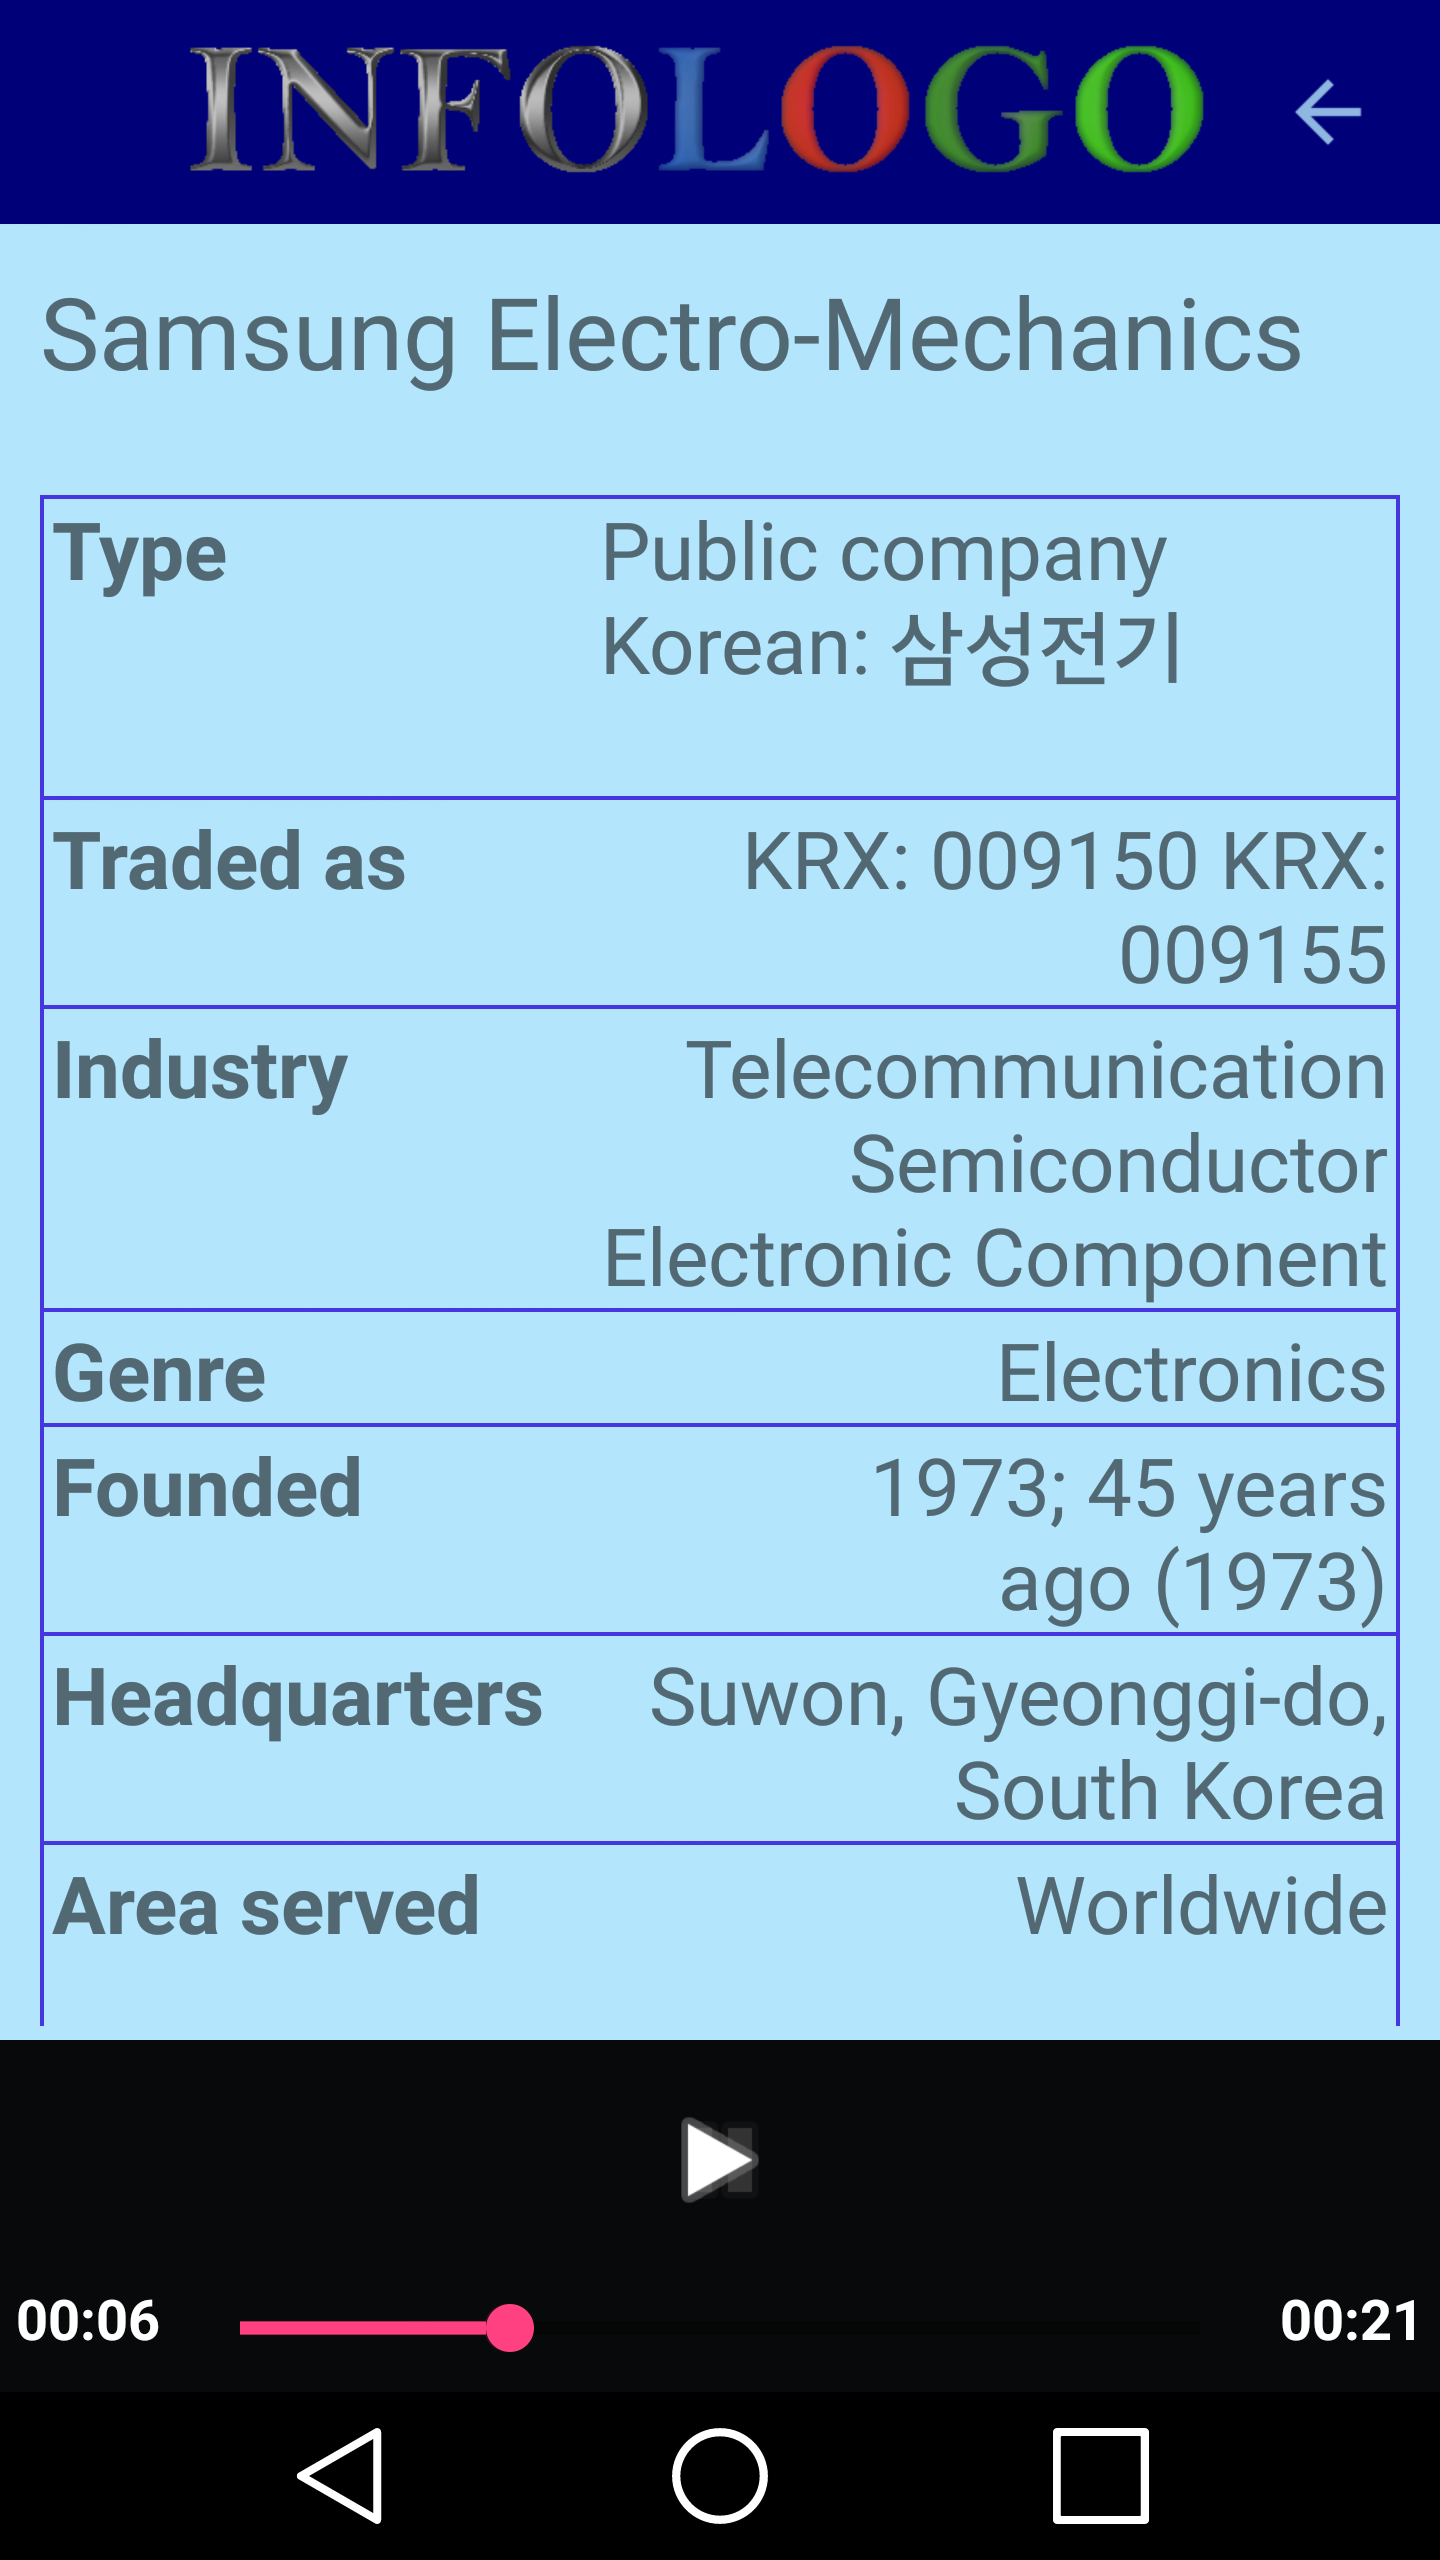 INFOLOGO
Samsung Electro-Mechanics
Type
Public company
Korean: 삼성전기
Traded as
KRX: 009150 KRX:
009155
Industry
Telecommunication
Semiconductor
Electronic Component
Genre
Electronics
Founded
1973; 45 years
ago (1973)
Headquarters
Suwon, Gyeonggi-do,
South Korea
Area served
Worldwide
00:06
00:21